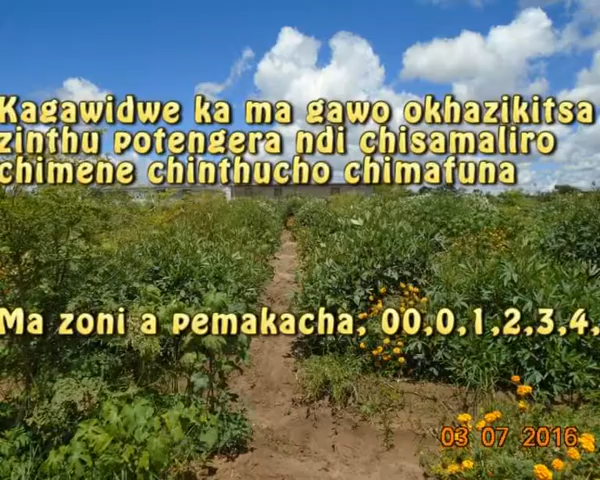 Kagawidwe ka ma gawo okhazikitsa
zinthu potengera ndi chisamaliro
chimene chinthucho chimafuna
Ma zoni a pemakacha, 00,0,1,2,3,4,
03 07 2016